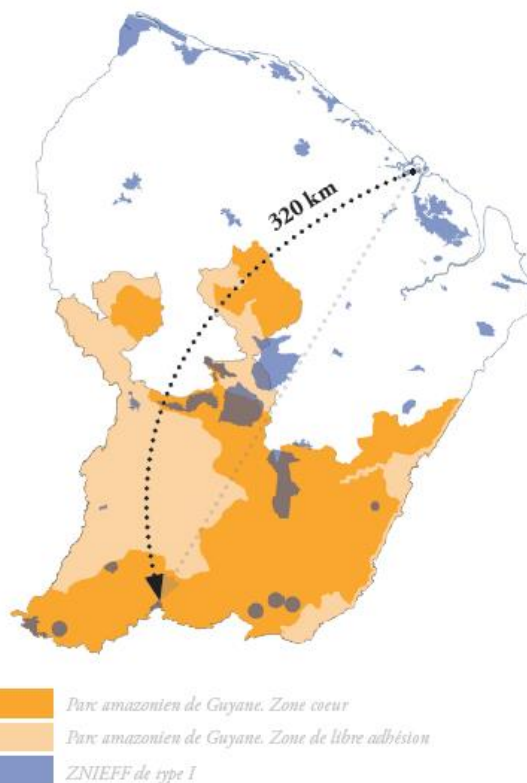 320 km
Parc amazonien de Guyane. Zone coeur
Parc amazonien de Guyane. Zone de libre adhésion
ZNIEFF de type I